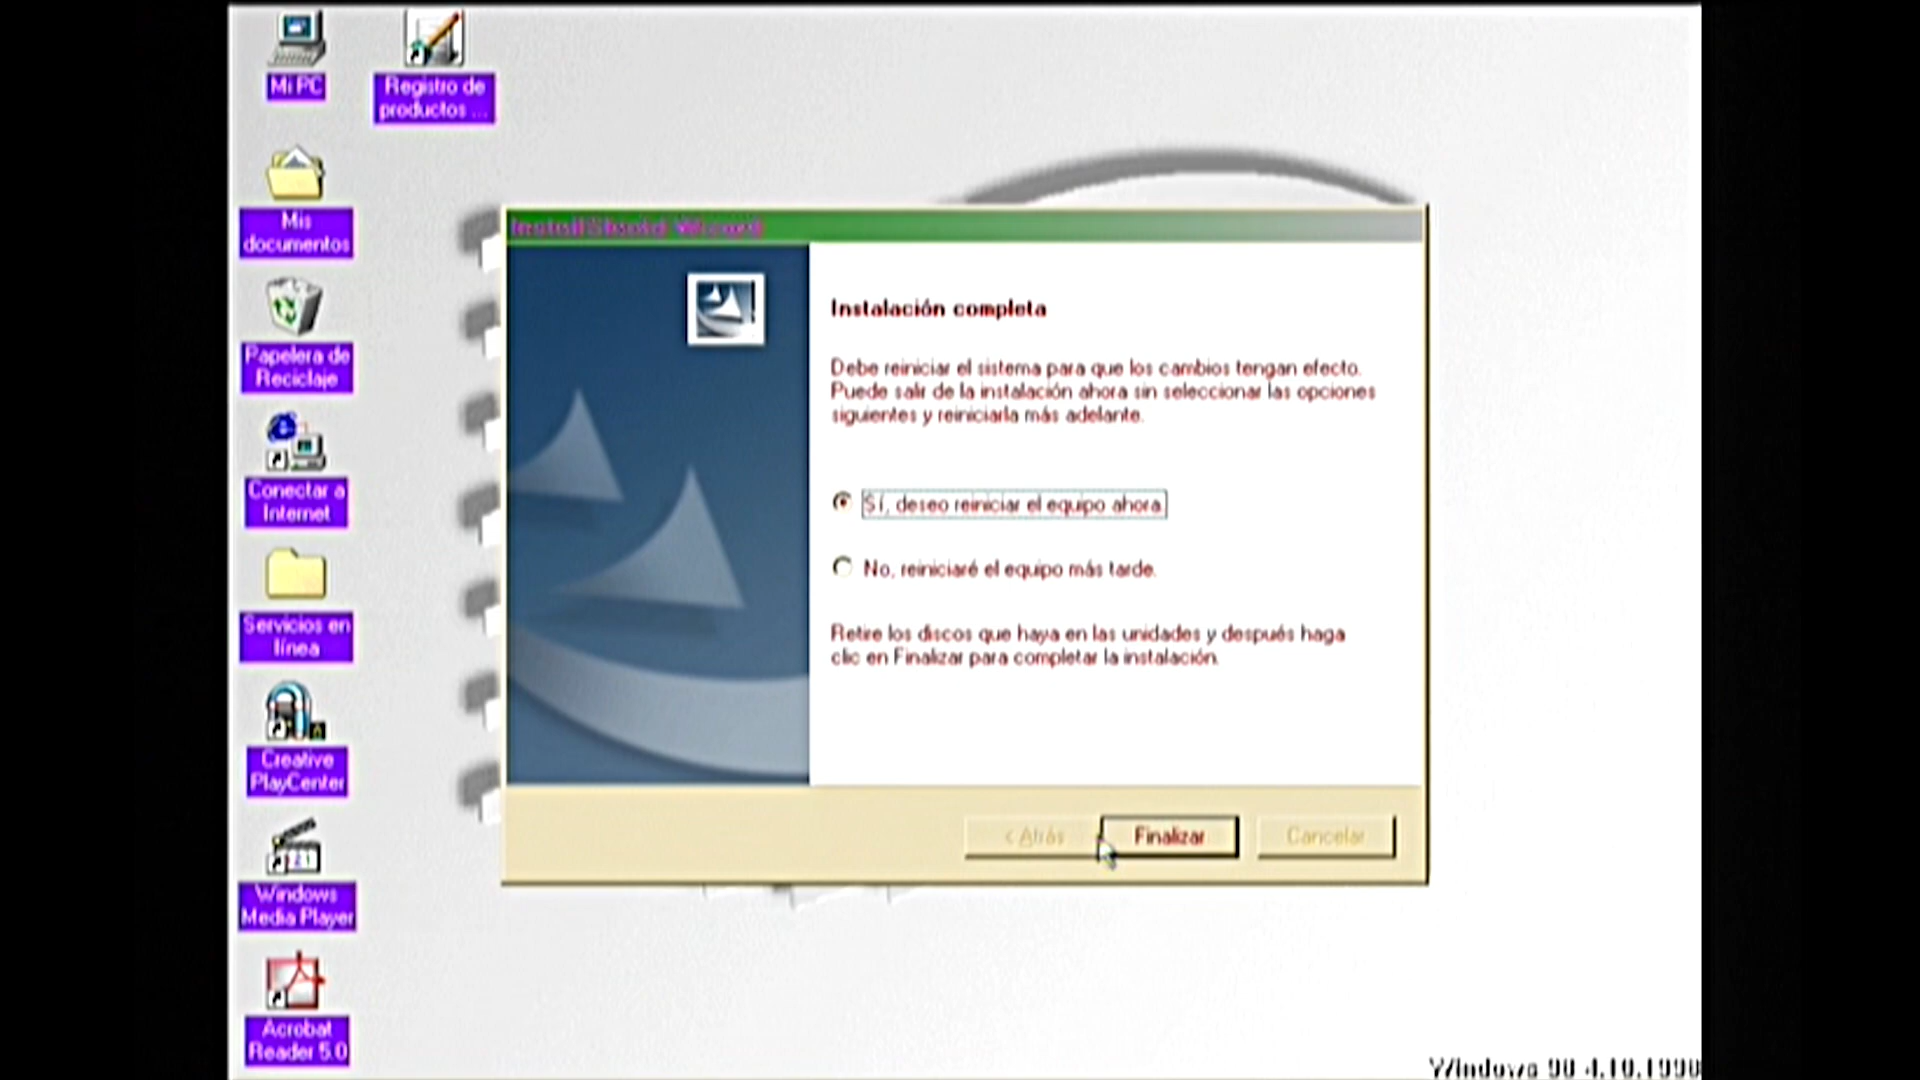 Mi PC
Registro de
productos ...
Mis
documentos
Papelera de
Reciclaje
Conectar a
Internet
Servicios en
línea
Creative
PlayCenter
Windows
Media Player
Acrobat
Reader 5.0
InstallShield Wizard
Instalación completa
Debe reiniciar el sistema para que los cambios tengan efecto.
Puede salir de la instalación ahora sin seleccionar las opciones
siguientes y reiniciarla más adelante.
Sí, deseo reiniciar el equipo ahora.
No, reiniciaré el equipo más tarde.
Retire los discos que haya en las unidades y después haga
clic en Finalizar para completar la instalación.
< Atrás
Finalizar
Cancelar
Windows 98 4.10.1998